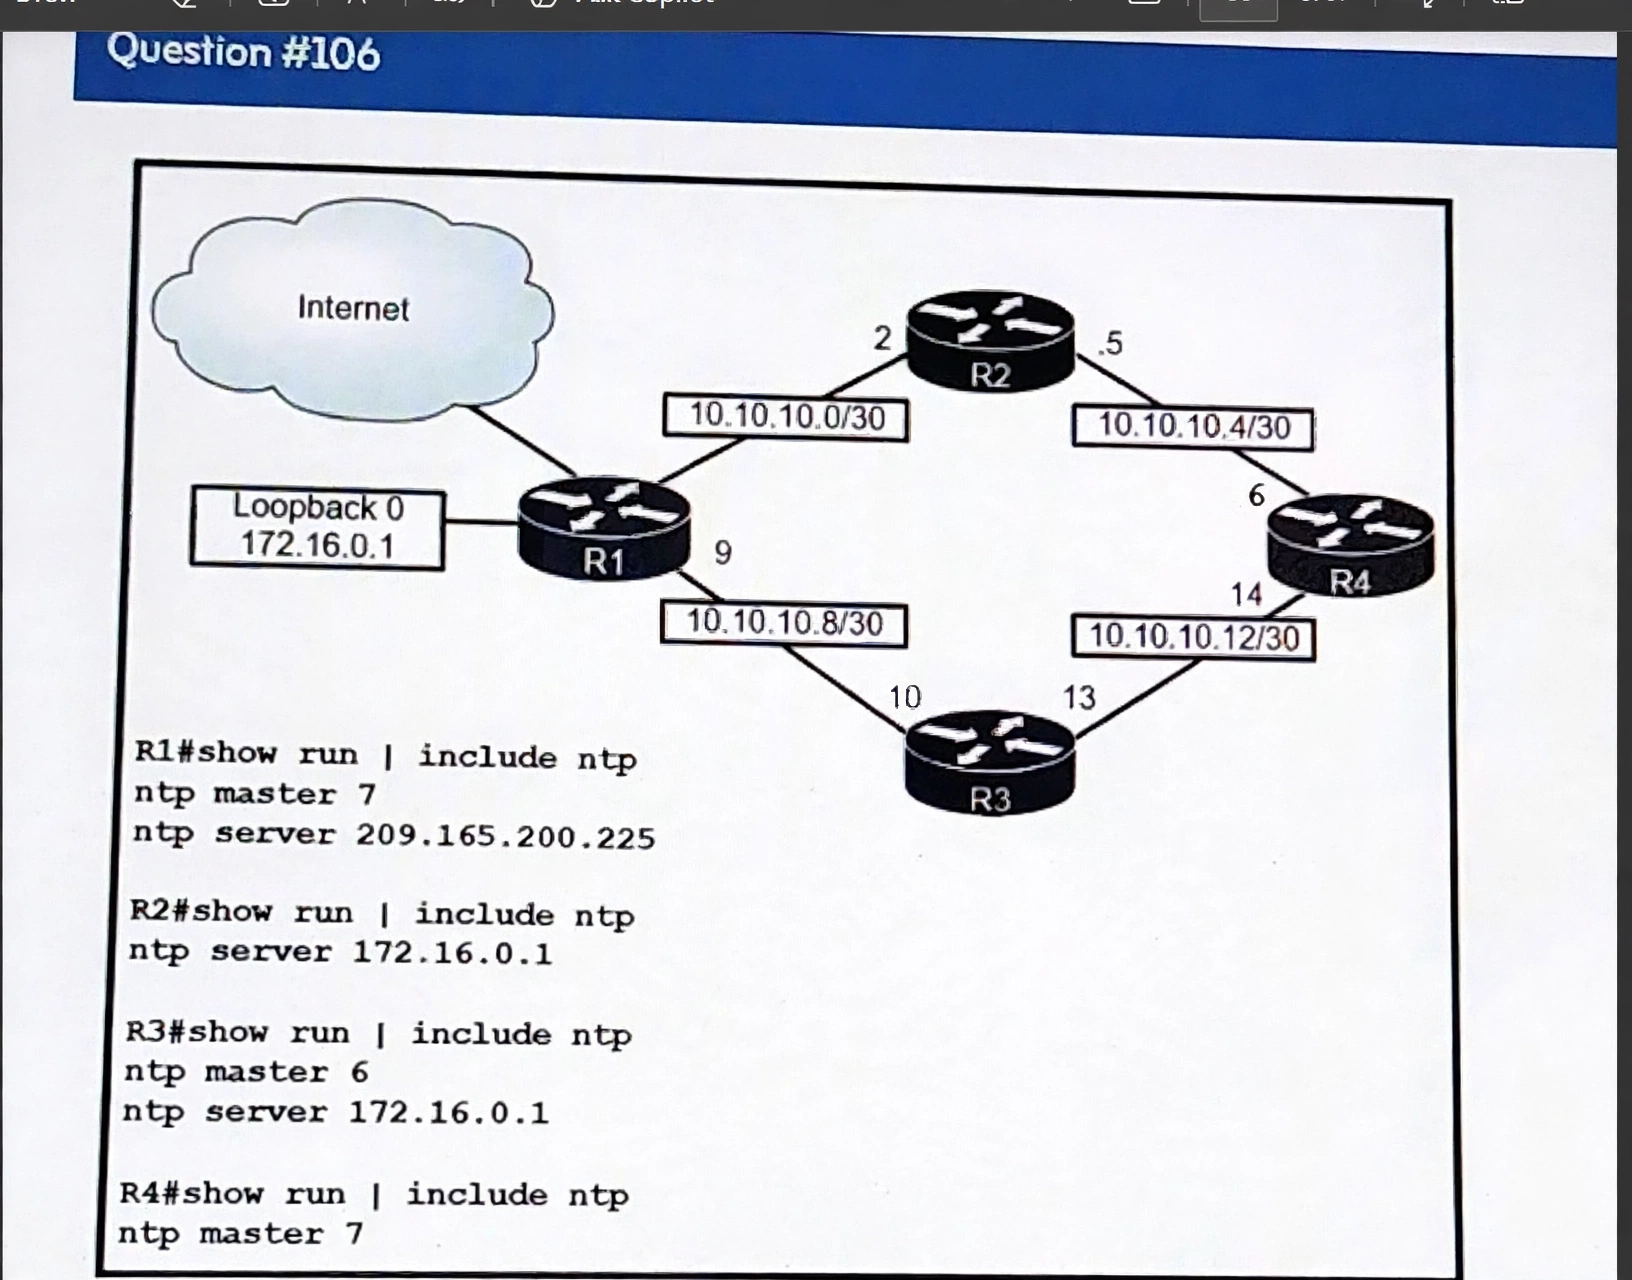 Question #106
Internet
2
R2
.5
10.10.10.0/30
10.10.10.4/30
Loopback 0
172.16.0.1
R1
9
6
R4
14
10.10.10.8/30
10.10.10.12/30
10
13
R3
R1#show run | include ntp
ntp master 7
ntp server 209.165.200.225
R2#show run | include ntp
ntp server 172.16.0.1
R3#show run | include ntp
ntp master 6
ntp server 172.16.0.1
R4#show run | include ntp
ntp master 7